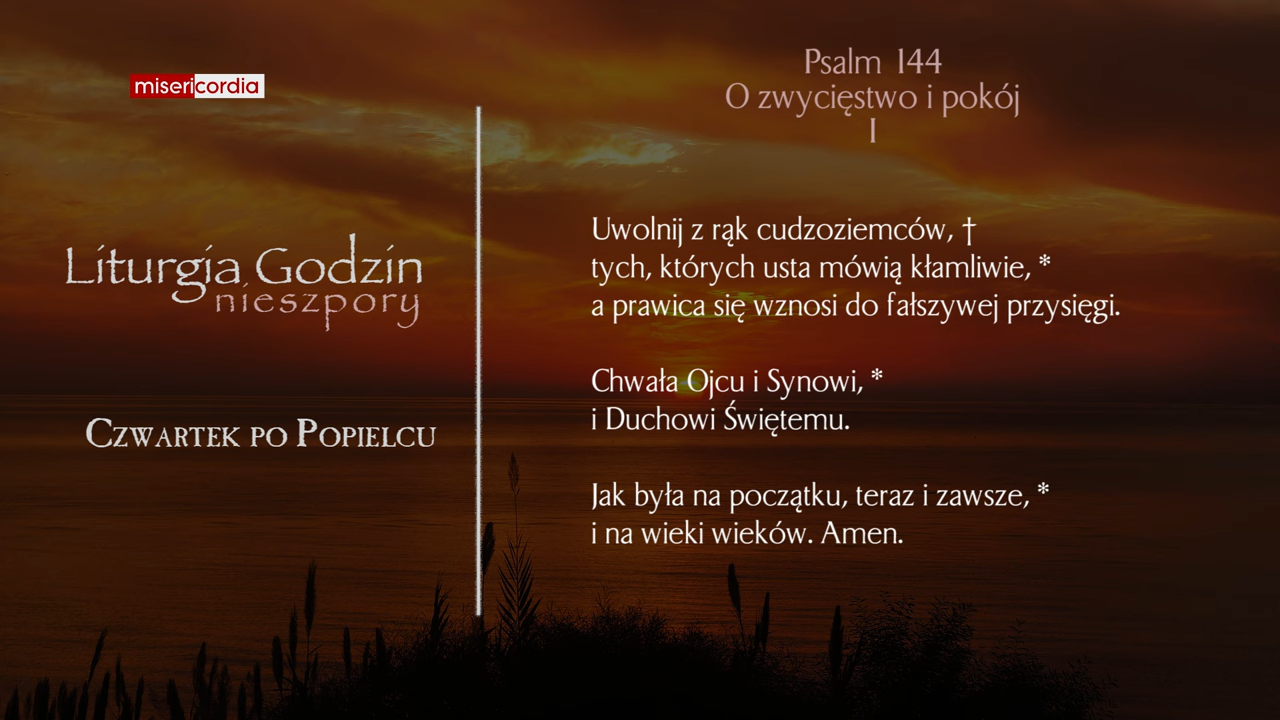 misericordia
Liturgia Godzin
nieszpory
Czwartek po Popielcu
Psalm 144
O zwycięstwo i pokój
I
Uwolnij z rąk cudzoziemców, †
tych, których usta mówią kłamliwie, *
a prawica się wznosi do fałszywej przysięgi.
Chwała Ojcu i Synowi, *
i Duchowi Świętemu.
Jak była na początku, teraz i zawsze, *
i na wieki wieków. Amen.